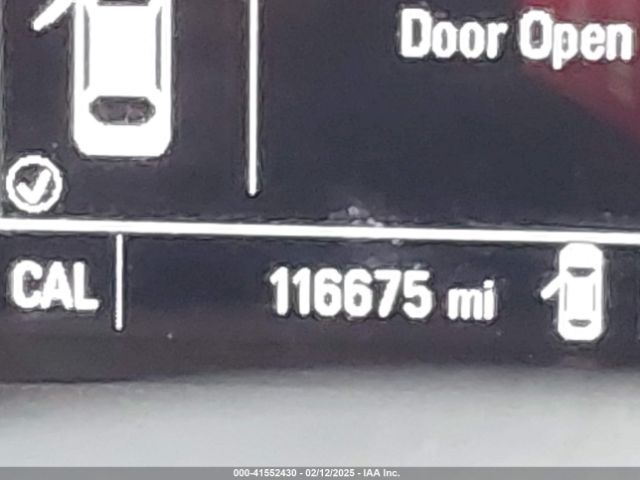 Door Open
CAL 116675 mi
000-41552430 - 02/12/2025 - IAA Inc.